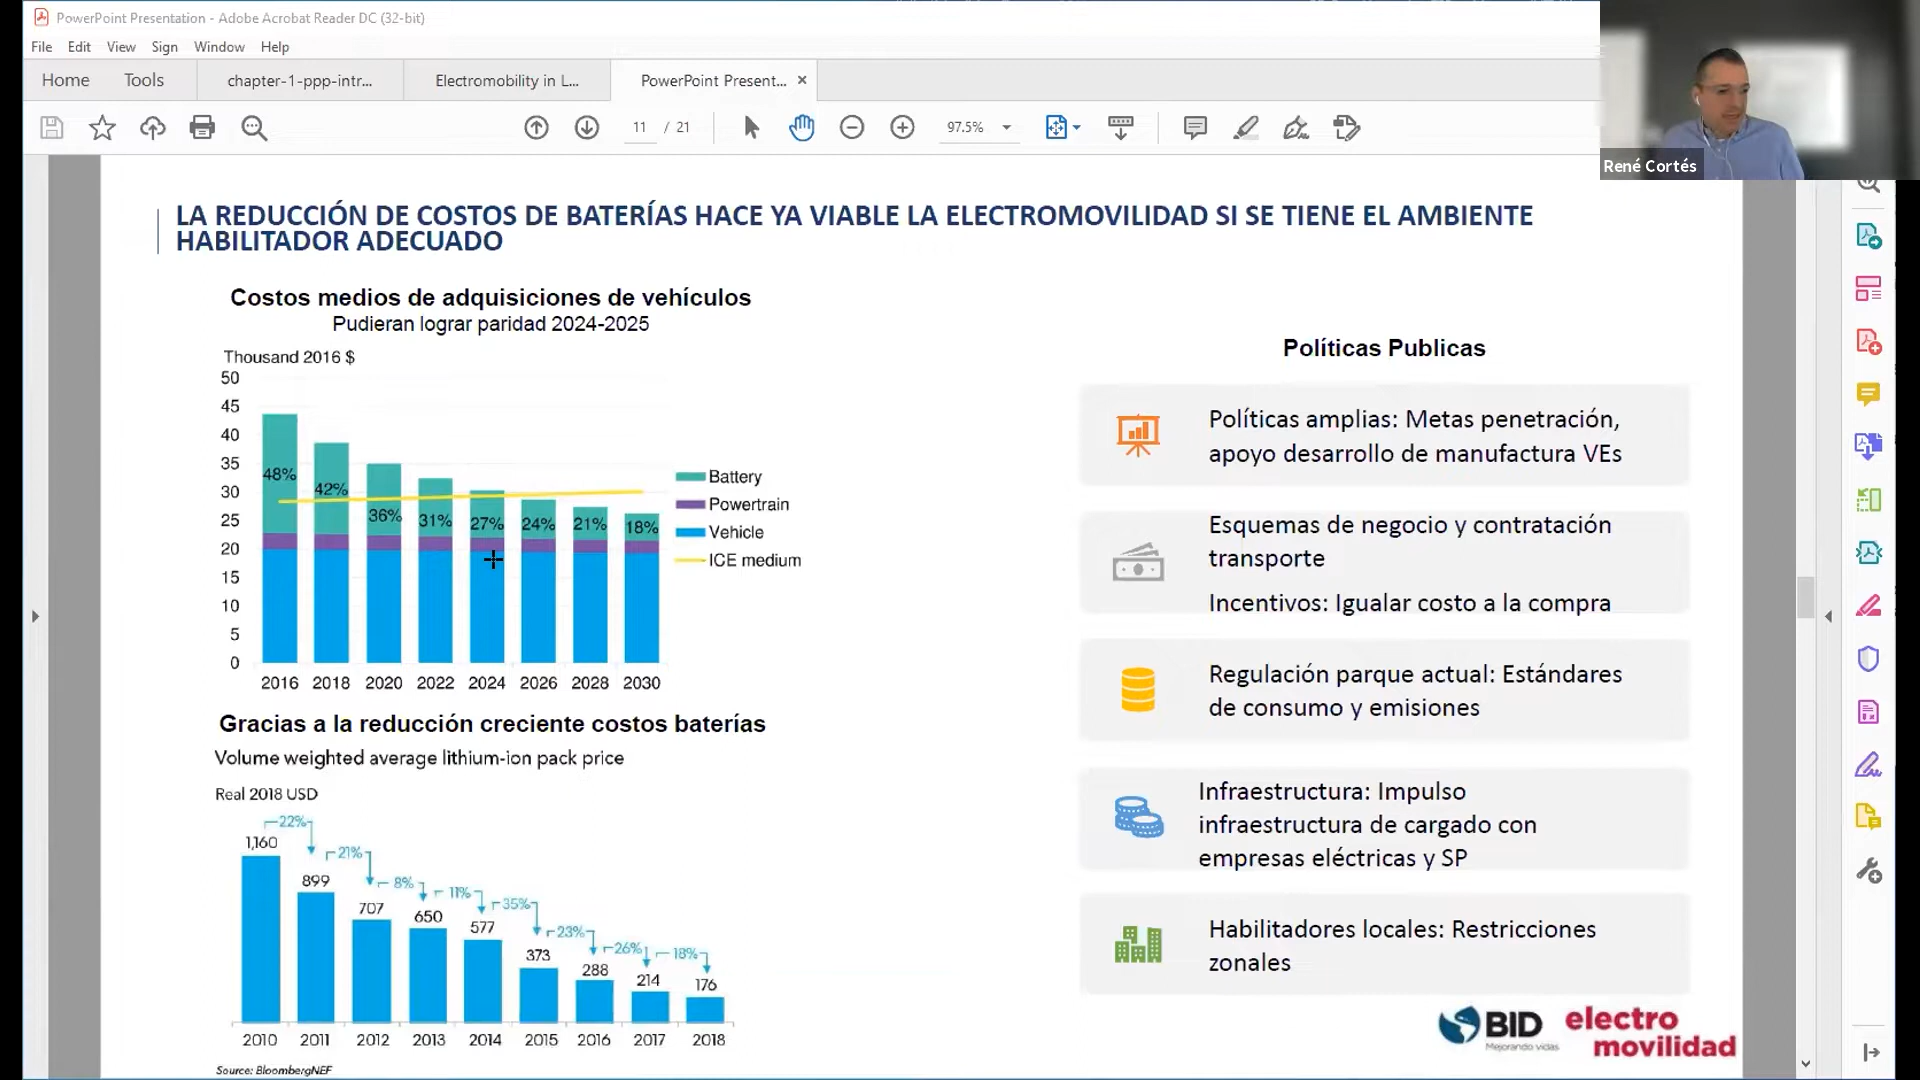 PowerPoint Presentation - Adobe Acrobat Reader DC (32-bit)
File Edit View Sign Window Help
Home Tools chapter-1-ppp-intr... Electromobility in L... PowerPoint Present... ×
11 / 21 97.5%
René Cortés
LA REDUCCIÓN DE COSTOS DE BATERÍAS HACE YA VIABLE LA ELECTROMOVILIDAD SI SE TIENE EL AMBIENTE
HABILITADOR ADECUADO
Costos medios de adquisiciones de vehículos
Pudieran lograr paridad 2024-2025
Thousand 2016 $
50
45
40
35
30
25
20
15
10
5
0
48% 42% 36% 31% 27% 24% 21% 18%
2016 2018 2020 2022 2024 2026 2028 2030
Battery
Powertrain
Vehicle
ICE medium
Gracias a la reducción creciente costos baterías
Volume weighted average lithium-ion pack price
Real 2018 USD
22% 21% 8% 11% 35% 23% 26% 18%
1,160 899 707 650 577 373 288 214 176
2010 2011 2012 2013 2014 2015 2016 2017 2018
Source: BloombergNEF
Políticas Publicas
Políticas amplias: Metas penetración,
apoyo desarrollo de manufactura VEs
Esquemas de negocio y contratación
transporte
Incentivos: Igualar costo a la compra
Regulación parque actual: Estándares
de consumo y emisiones
Infraestructura: Impulso
infraestructura de cargado con
empresas eléctricas y SP
Habilitadores locales: Restricciones
zonales
BID
Mejorando vidas
electro
movilidad